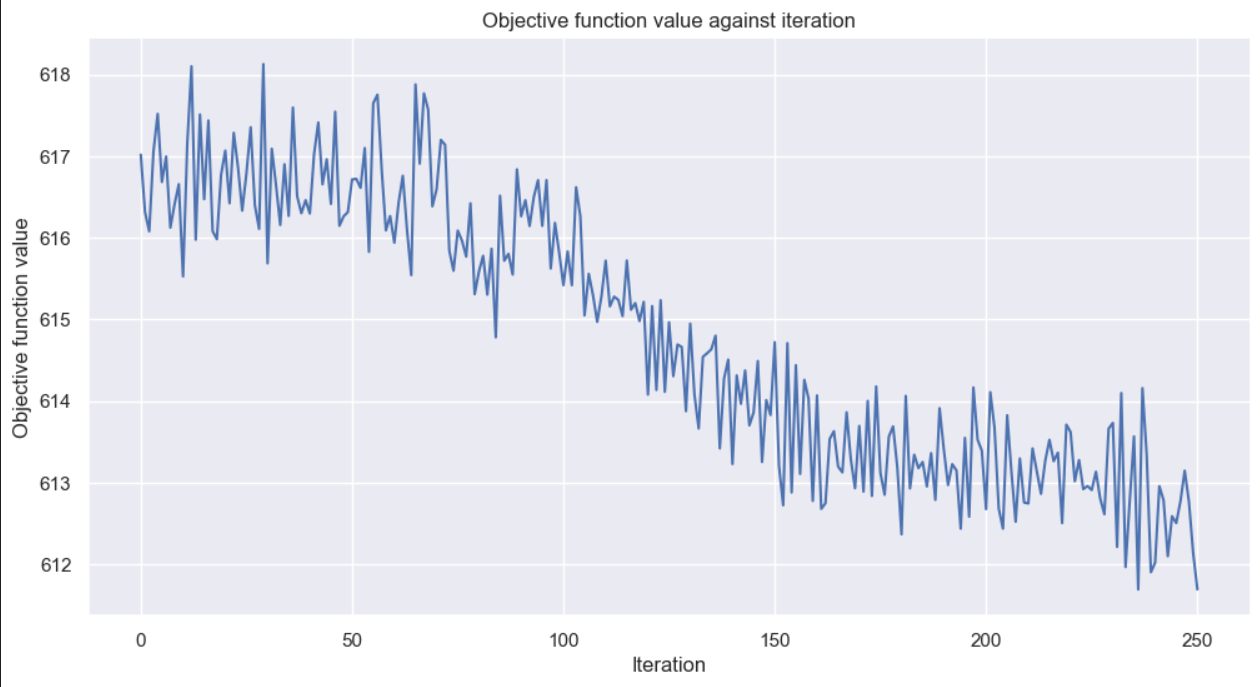 Objective function value against iteration
618
617
616
615
614
613
612
Objective function value
0 50 100 150 200 250
Iteration